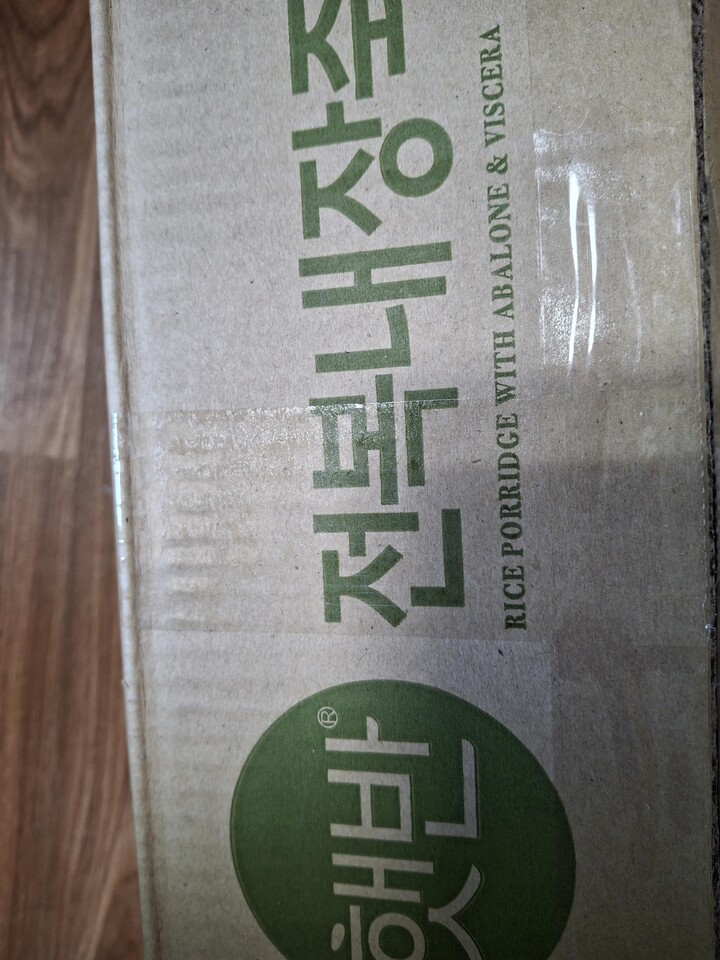 햇반®
전복내장죽
RICE PORRIDGE WITH ABALONE & VISCERA